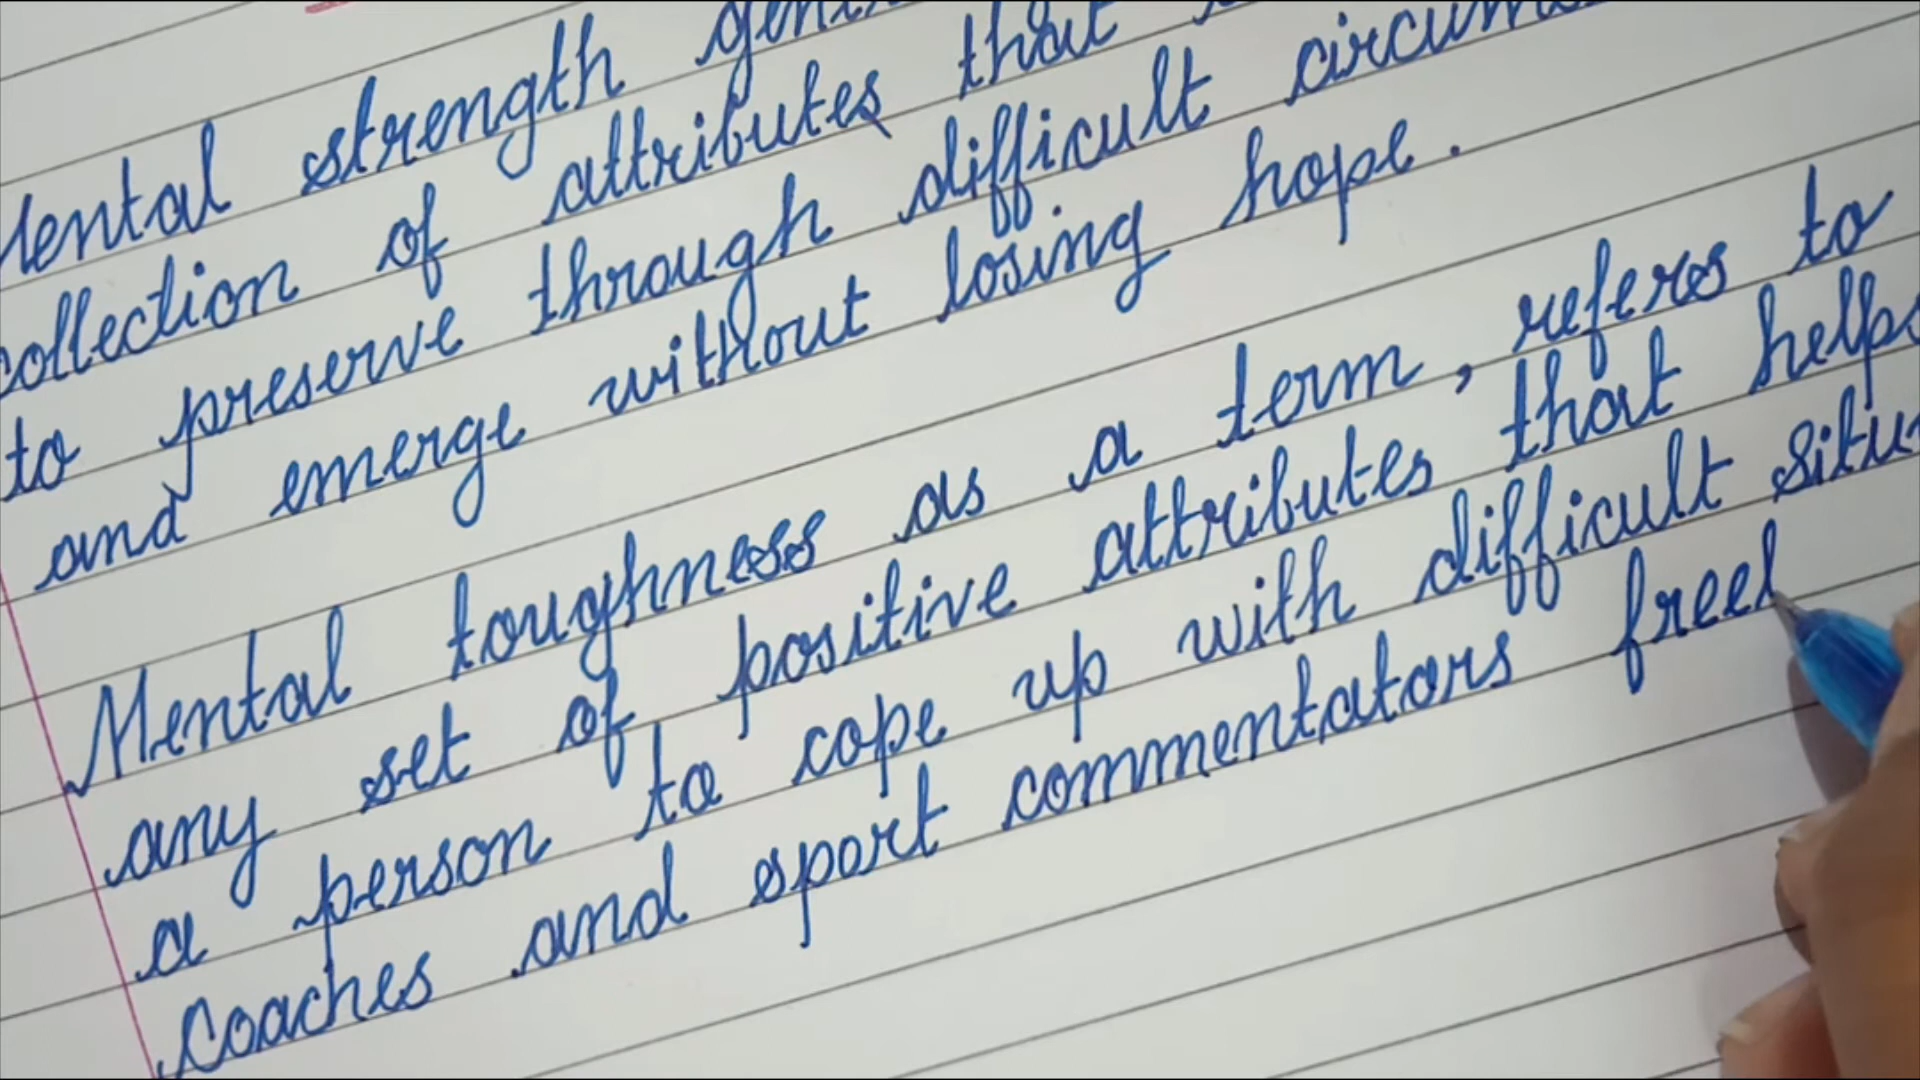 Mental strength
collection of attributes that
to preserve through difficult
and emerge without losing hope.
Mental toughness as a term, refers to
any set of positive attributes that helps
a person to cope up with difficult
Coaches and sport commentators freel